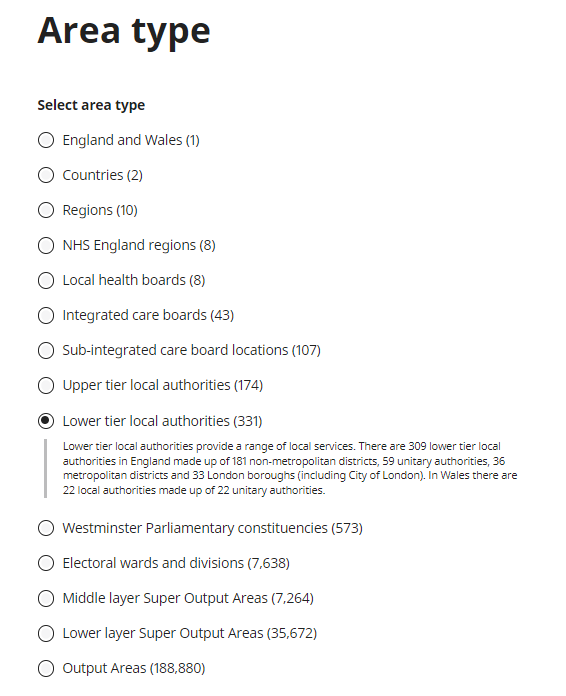 Area type
Select area type
England and Wales (1)
Countries (2)
Regions (10)
NHS England regions (8)
Local health boards (8)
Integrated care boards (43)
Sub-integrated care board locations (107)
Upper tier local authorities (174)
Lower tier local authorities (331)
Lower tier local authorities provide a range of local services. There are 309 lower tier local
authorities in England made up of 181 non-metropolitan districts, 59 unitary authorities, 36
metropolitan districts and 33 London boroughs (including City of London). In Wales there are
22 local authorities made up of 22 unitary authorities.
Westminster Parliamentary constituencies (573)
Electoral wards and divisions (7,638)
Middle layer Super Output Areas (7,264)
Lower layer Super Output Areas (35,672)
Output Areas (188,880)